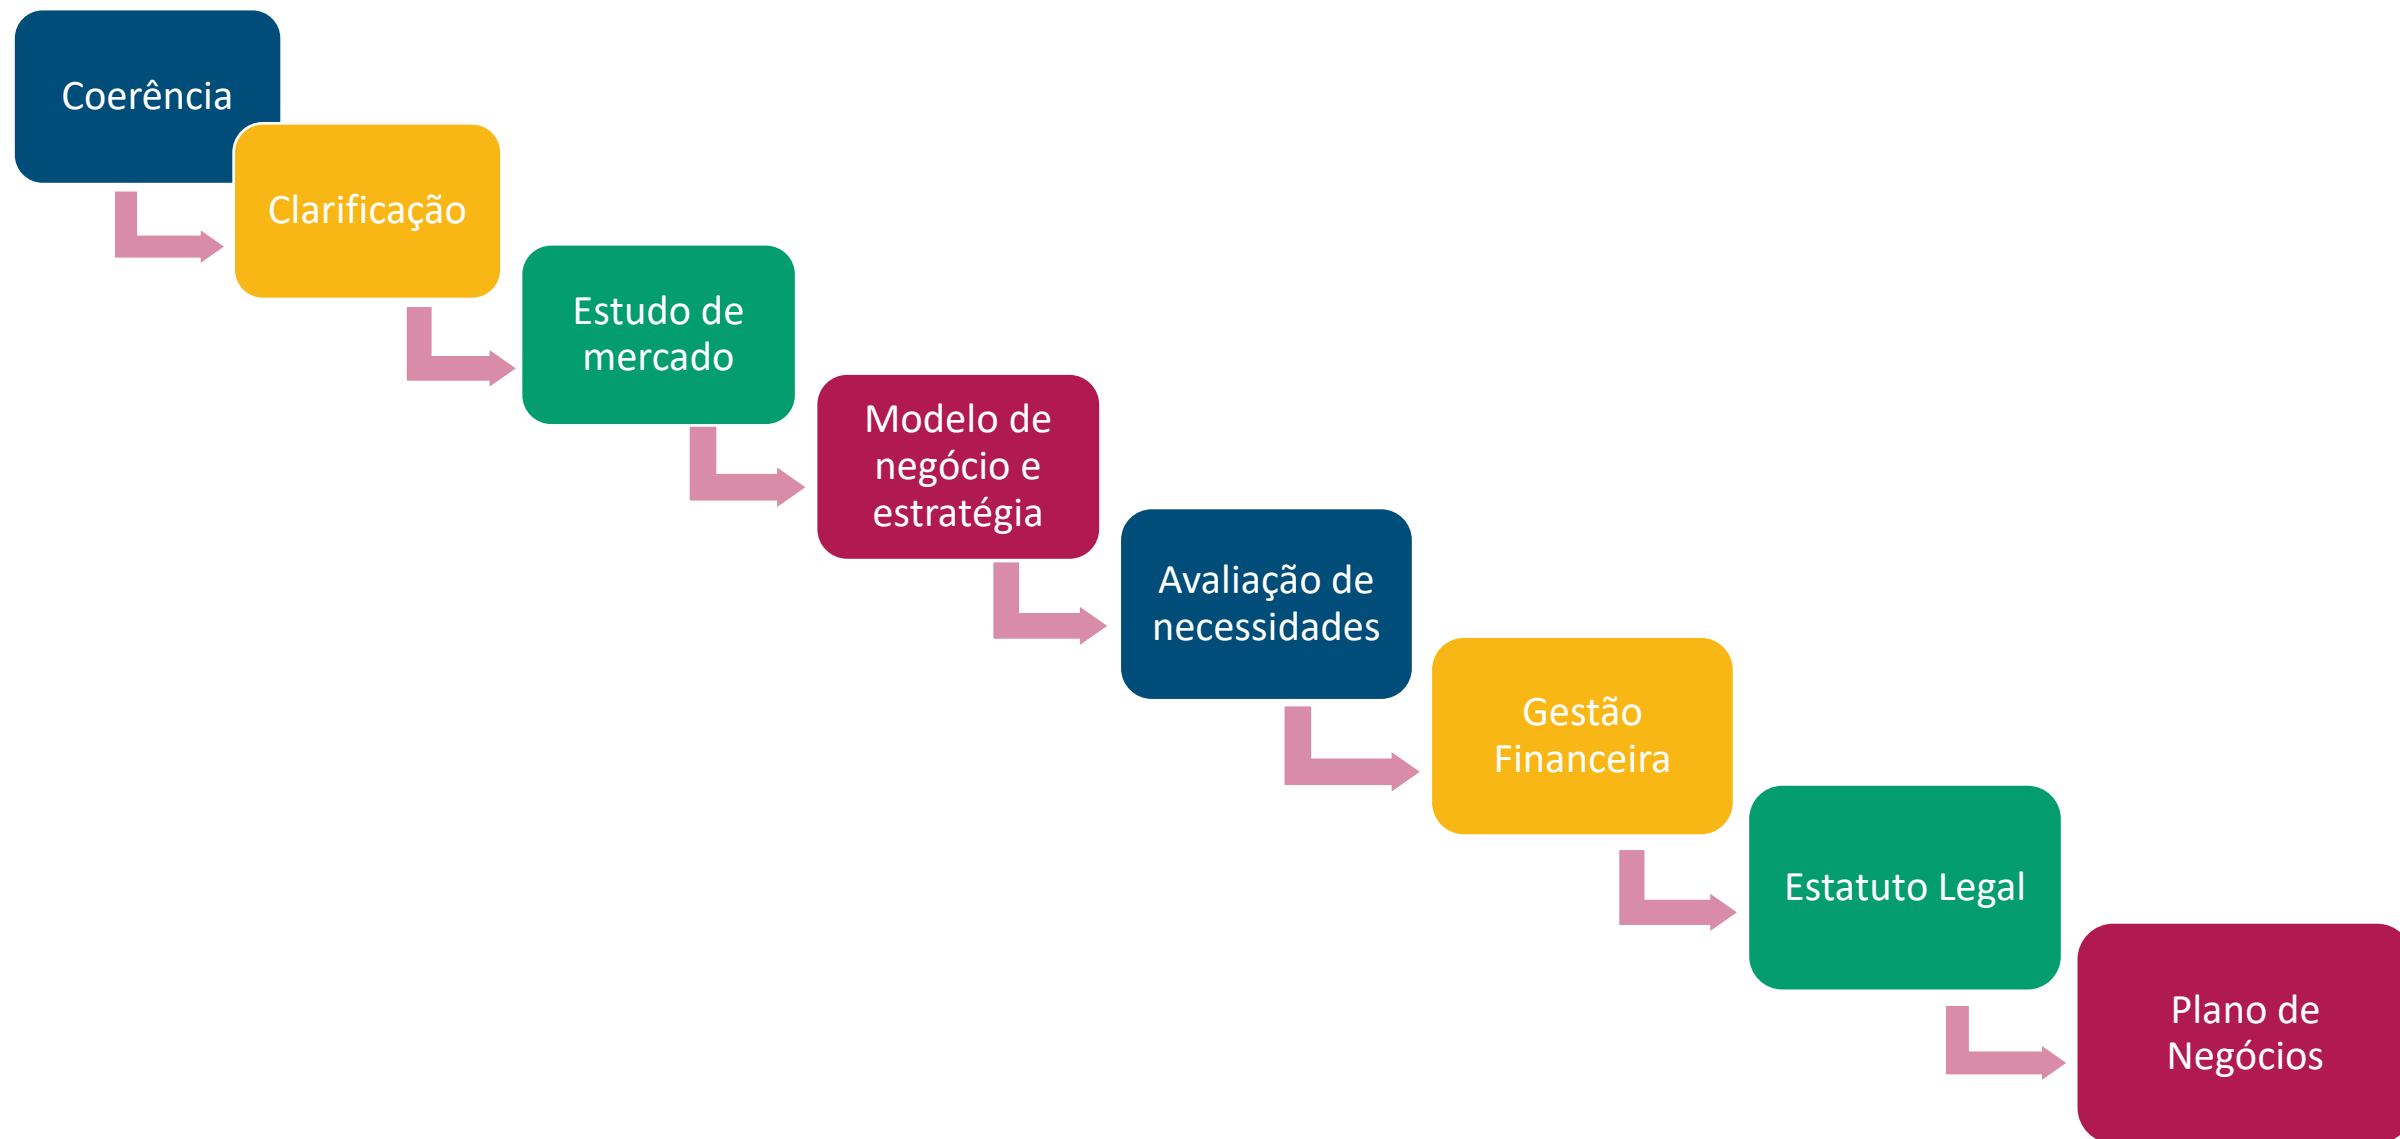 Coerência
Clarificação
Estudo de
mercado
Modelo de
negócio e
estratégia
Avaliação de
necessidades
Gestão
Financeira
Estatuto Legal
Plano de
Negócios